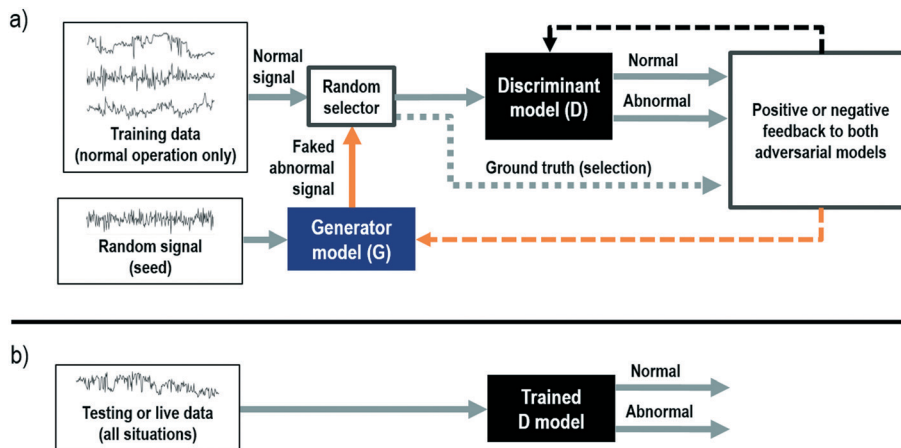 a)
Training data
(normal operation only)
Normal
signal
Random
selector
Discriminant
model (D)
Normal
Abnormal
Positive or negative
feedback to both
adversarial models
Faked
abnormal
signal
Ground truth (selection)
Random signal
(seed)
Generator
model (G)
b)
Testing or live data
(all situations)
Trained
D model
Normal
Abnormal